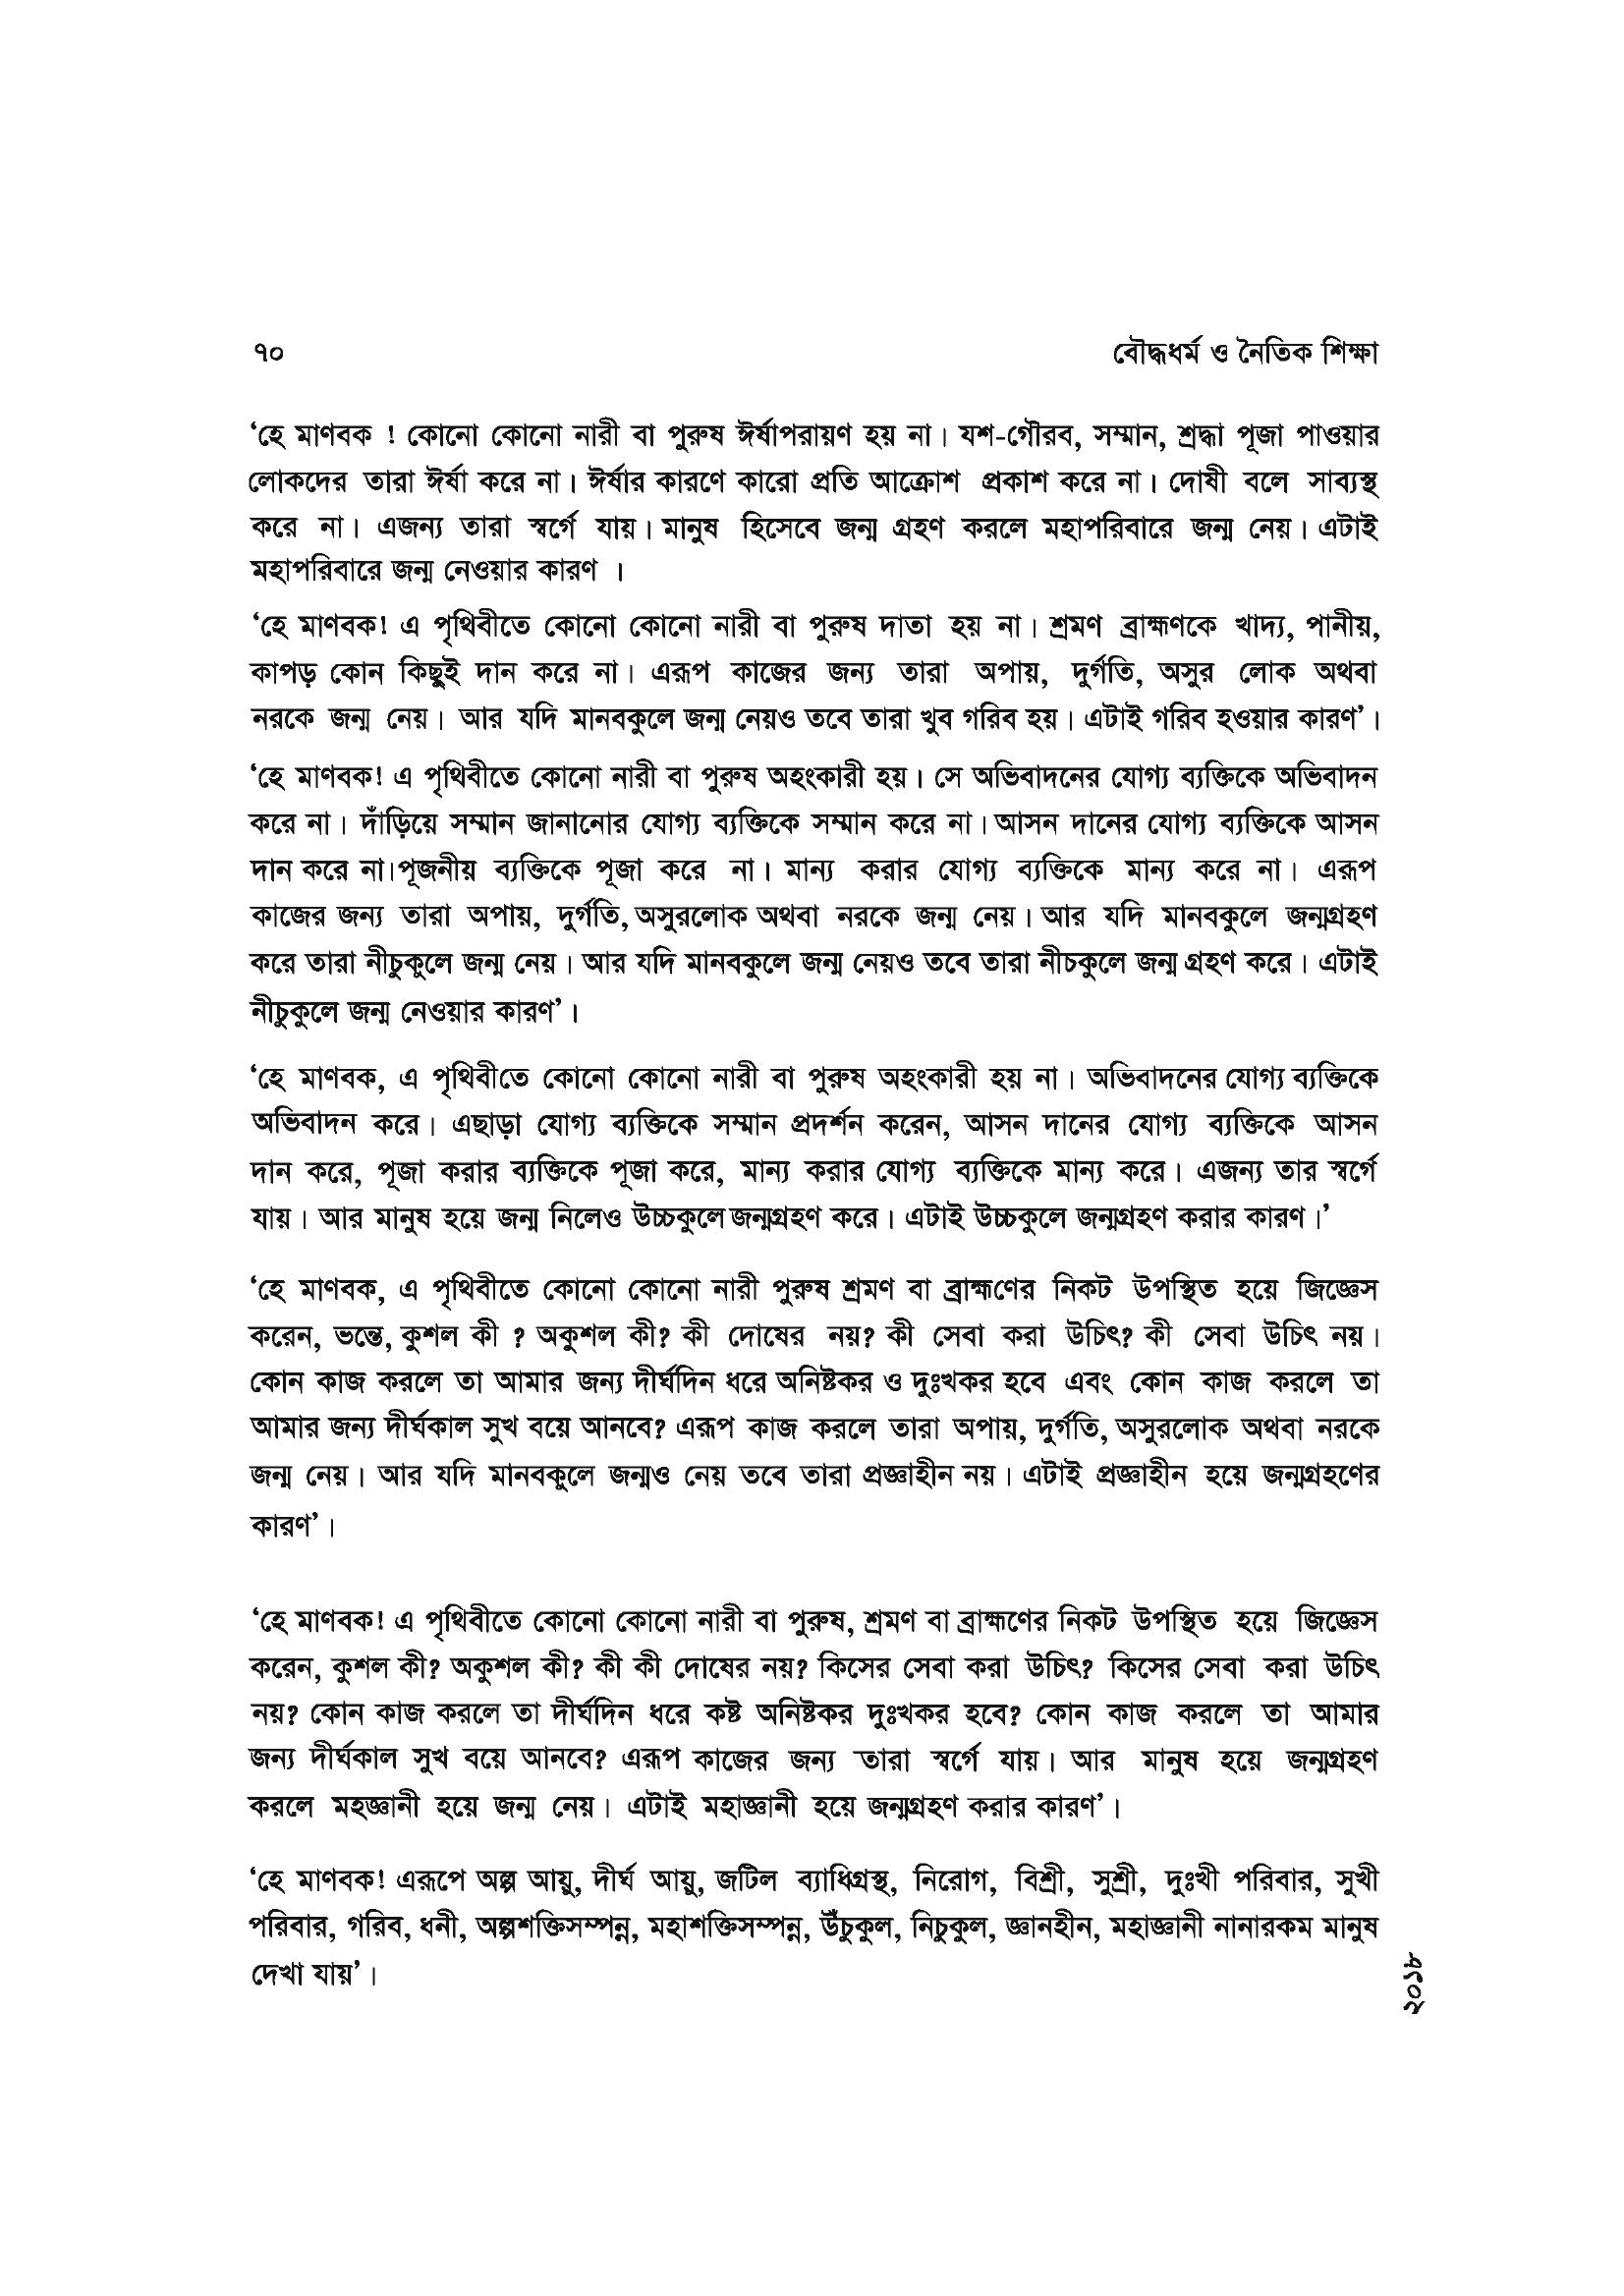 ৭০ বৌদ্ধধর্ম ও নৈতিক শিক্ষা
‘হে মাণবক ! কোনো কোনো নারী বা পুরুষ ঈর্ষাপরায়ণ হয় না। যশ-গৌরব, সম্মান, শ্রদ্ধা পূজা পাওয়ার
লোকদের তারা ঈর্ষা করে না। ঈর্ষার কারণে কারো প্রতি আক্রোশ প্রকাশ করে না। দোষী বলে সাব্যস্থ
করে না। এজন্য তারা স্বর্গে যায়। মানুষ হিসেবে জন্ম গ্রহণ করলে মহাপরিবারে জন্ম নেয়। এটাই
মহাপরিবারে জন্ম নেওয়ার কারণ ।
‘হে মাণবক! এ পৃথিবীতে কোনো কোনো নারী বা পুরুষ দাতা হয় না। শ্রমণ ব্রাহ্মণকে খাদ্য, পানীয়,
কাপড় কোন কিছুই দান করে না। এরূপ কাজের জন্য তারা অপায়, দুর্গতি, অসুর লোক অথবা
নরকে জন্ম নেয়। আর যদি মানবকুলে জন্ম নেয়ও তবে তারা খুব গরিব হয়। এটাই গরিব হওয়ার কারণ’।
‘হে মাণবক! এ পৃথিবীতে কোনো নারী বা পুরুষ অহংকারী হয়। সে অভিবাদনের যোগ্য ব্যক্তিকে অভিবাদন
করে না। দাঁড়িয়ে সম্মান জানানোর যোগ্য ব্যক্তিকে সম্মান করে না। আসন দানের যোগ্য ব্যক্তিকে আসন
দান করে না।পূজনীয় ব্যক্তিকে পূজা করে না। মান্য করার যোগ্য ব্যক্তিকে মান্য করে না। এরূপ
কাজের জন্য তারা অপায়, দুর্গতি, অসুরলোক অথবা নরকে জন্ম নেয়। আর যদি মানবকুলে জন্মগ্রহণ
করে তারা নীচুকুলে জন্ম নেয়। আর যদি মানবকুলে জন্ম নেয়ও তবে তারা নীচকুলে জন্ম গ্রহণ করে। এটাই
নীচুকুলে জন্ম নেওয়ার কারণ’।
‘হে মাণবক, এ পৃথিবীতে কোনো কোনো নারী বা পুরুষ অহংকারী হয় না। অভিবাদনের যোগ্য ব্যক্তিকে
অভিবাদন করে। এছাড়া যোগ্য ব্যক্তিকে সম্মান প্রদর্শন করেন, আসন দানের যোগ্য ব্যক্তিকে আসন
দান করে, পূজা করার ব্যক্তিকে পূজা করে, মান্য করার যোগ্য ব্যক্তিকে মান্য করে। এজন্য তার স্বর্গে
যায়। আর মানুষ হয়ে জন্ম নিলেও উচ্চকুলে জন্মগ্রহণ করে। এটাই উচ্চকুলে জন্মগ্রহণ করার কারণ।’
‘হে মাণবক, এ পৃথিবীতে কোনো কোনো নারী পুরুষ শ্রমণ বা ব্রাহ্মণের নিকট উপস্থিত হয়ে জিজ্ঞেস
করেন, ভন্তে, কুশল কী ? অকুশল কী? কী দোষের নয়? কী সেবা করা উচিৎ? কী সেবা উচিৎ নয়।
কোন কাজ করলে তা আমার জন্য দীর্ঘদিন ধরে অনিষ্টকর ও দুঃখকর হবে এবং কোন কাজ করলে তা
আমার জন্য দীর্ঘকাল সুখ বয়ে আনবে? এরূপ কাজ করলে তারা অপায়, দুর্গতি, অসুরলোক অথবা নরকে
জন্ম নেয়। আর যদি মানবকুলে জন্মও নেয় তবে তারা প্রজ্ঞাহীন নয়। এটাই প্রজ্ঞাহীন হয়ে জন্মগ্রহণের
কারণ’।
‘হে মাণবক! এ পৃথিবীতে কোনো কোনো নারী বা পুরুষ, শ্রমণ বা ব্রাহ্মণের নিকট উপস্থিত হয়ে জিজ্ঞেস
করেন, কুশল কী? অকুশল কী? কী কী দোষের নয়? কিসের সেবা করা উচিৎ? কিসের সেবা করা উচিৎ
নয়? কোন কাজ করলে তা দীর্ঘদিন ধরে কষ্ট অনিষ্টকর দুঃখকর হবে? কোন কাজ করলে তা আমার
জন্য দীর্ঘকাল সুখ বয়ে আনবে? এরূপ কাজের জন্য তারা স্বর্গে যায়। আর মানুষ হয়ে জন্মগ্রহণ
করলে মহজ্ঞানী হয়ে জন্ম নেয়। এটাই মহাজ্ঞানী হয়ে জন্মগ্রহণ করার কারণ’।
‘হে মাণবক! এরূপে অল্প আয়ু, দীর্ঘ আয়ু, জটিল ব্যাধিগ্রস্থ, নিরোগ, বিশ্রী, সুশ্রী, দুঃখী পরিবার, সুখী
পরিবার, গরিব, ধনী, অল্পশক্তিসম্পন্ন, মহাশক্তিসম্পন্ন, উঁচুকুল, নিচুকুল, জ্ঞানহীন, মহাজ্ঞানী নানারকম মানুষ
দেখা যায়’।
২০১৮